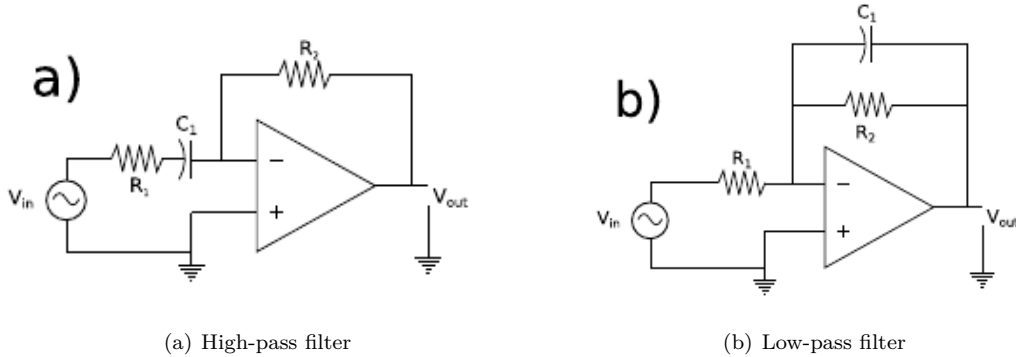 a)
R₂
C₁
R₁
Vin
−
+
Vout
(a) High-pass filter
b)
C₁
R₂
R₁
Vin
−
+
Vout
(b) Low-pass filter